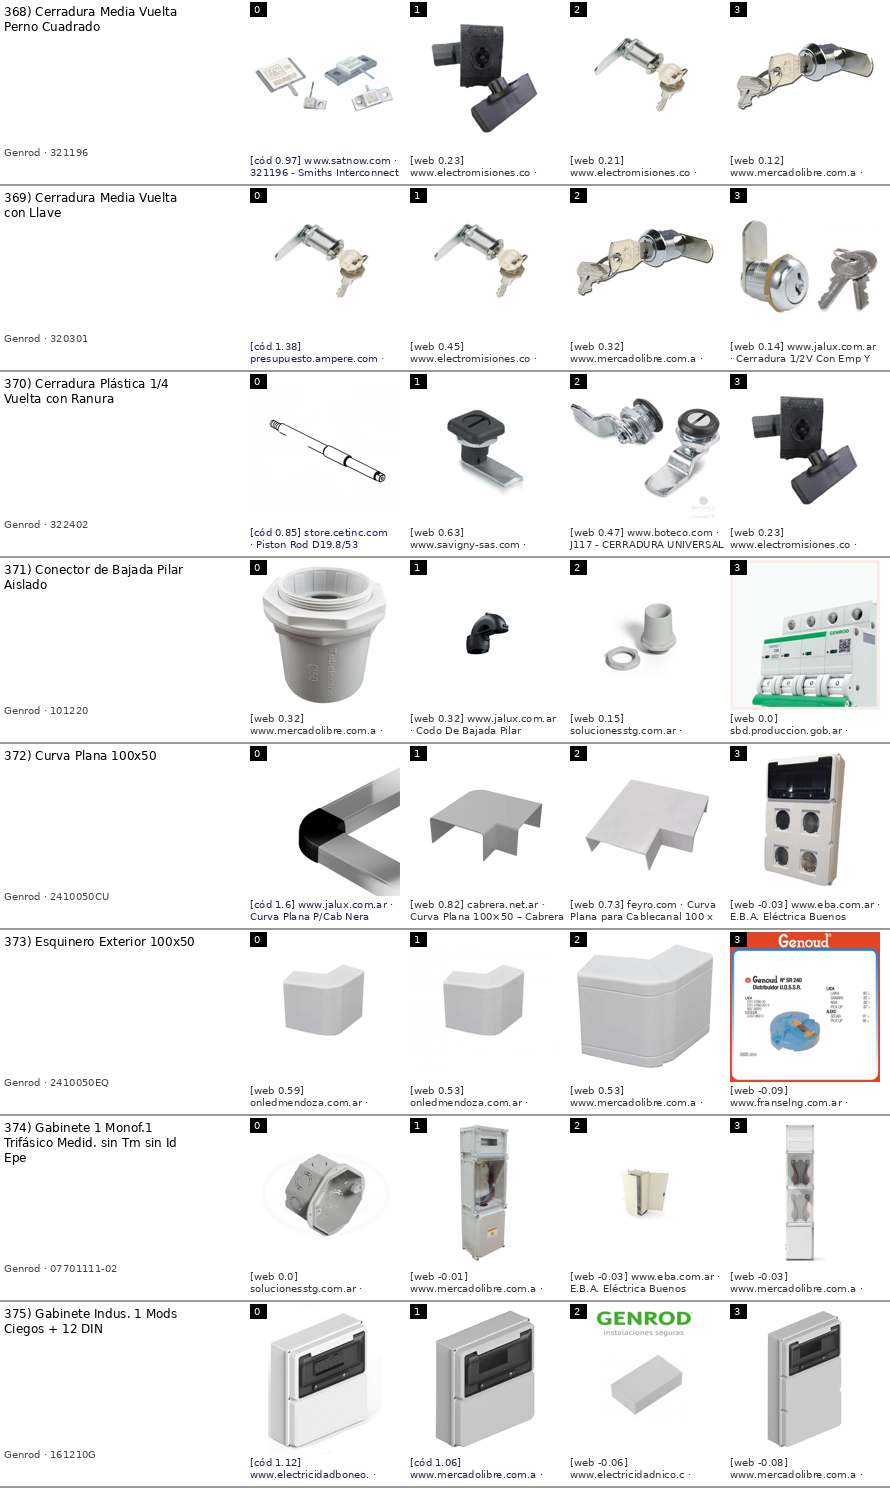 368) Cerradura Media Vuelta
Perno Cuadrado
Genrod · 321196
0
[cód 0.97] www.satnow.com ·
321196 - Smiths Interconnect
1
[web 0.23]
www.electromisiones.co ·
2
[web 0.21]
www.electromisiones.co ·
3
[web 0.12]
www.mercadolibre.com.a ·
369) Cerradura Media Vuelta
con Llave
Genrod · 320301
0
[cód 1.38]
presupuesto.ampere.com ·
1
[web 0.45]
www.electromisiones.co ·
2
[web 0.32]
www.mercadolibre.com.a ·
3
[web 0.14] www.jalux.com.ar
· Cerradura 1/2V Con Emp Y
370) Cerradura Plástica 1/4
Vuelta con Ranura
Genrod · 322402
0
[cód 0.85] store.cetinc.com
· Piston Rod D19.8/53
1
[web 0.63]
www.savigny-sas.com ·
2
[web 0.47] www.boteco.com ·
J117 - CERRADURA UNIVERSAL
3
[web 0.23]
www.electromisiones.co ·
371) Conector de Bajada Pilar
Aislado
Genrod · 101220
0
[web 0.32]
www.mercadolibre.com.a ·
1
[web 0.32] www.jalux.com.ar
· Codo De Bajada Pilar
2
[web 0.15]
solucionesstg.com.ar ·
3
GENROD
[web 0.0]
sbd.produccion.gob.ar ·
372) Curva Plana 100x50
Genrod · 2410050CU
0
[cód 1.6] www.jalux.com.ar ·
Curva Plana P/Cab Nera
1
[web 0.82] cabrera.net.ar ·
Curva Plana 100×50 – Cabrera
2
[web 0.73] feyro.com · Curva
Plana para Cablecanal 100 x
3
[web -0.03] www.eba.com.ar ·
E.B.A. Eléctrica Buenos
373) Esquinero Exterior 100x50
Genrod · 2410050EQ
0
[web 0.59]
onledmendoza.com.ar ·
1
[web 0.53]
onledmendoza.com.ar ·
2
[web 0.53]
www.mercadolibre.com.a ·
3
Genoud
Genoud Nº SR 240
Distribuidor U.O.S.S.R.
[web -0.09]
www.franselng.com.ar ·
374) Gabinete 1 Monof.1
Trifásico Medid. sin Tm sin Id
Epe
Genrod · 07701111-02
0
[web 0.0]
solucionesstg.com.ar ·
1
[web -0.01]
www.mercadolibre.com.a ·
2
[web -0.03] www.eba.com.ar ·
E.B.A. Eléctrica Buenos
3
[web -0.03]
www.mercadolibre.com.a ·
375) Gabinete Indus. 1 Mods
Ciegos + 12 DIN
Genrod · 161210G
0
[cód 1.12]
www.electricidadboneo. ·
1
[cód 1.06]
www.mercadolibre.com.a ·
2
GENROD
instalaciones seguras
[web -0.06]
www.electricidadnico.c ·
3
[web -0.08]
www.mercadolibre.com.a ·